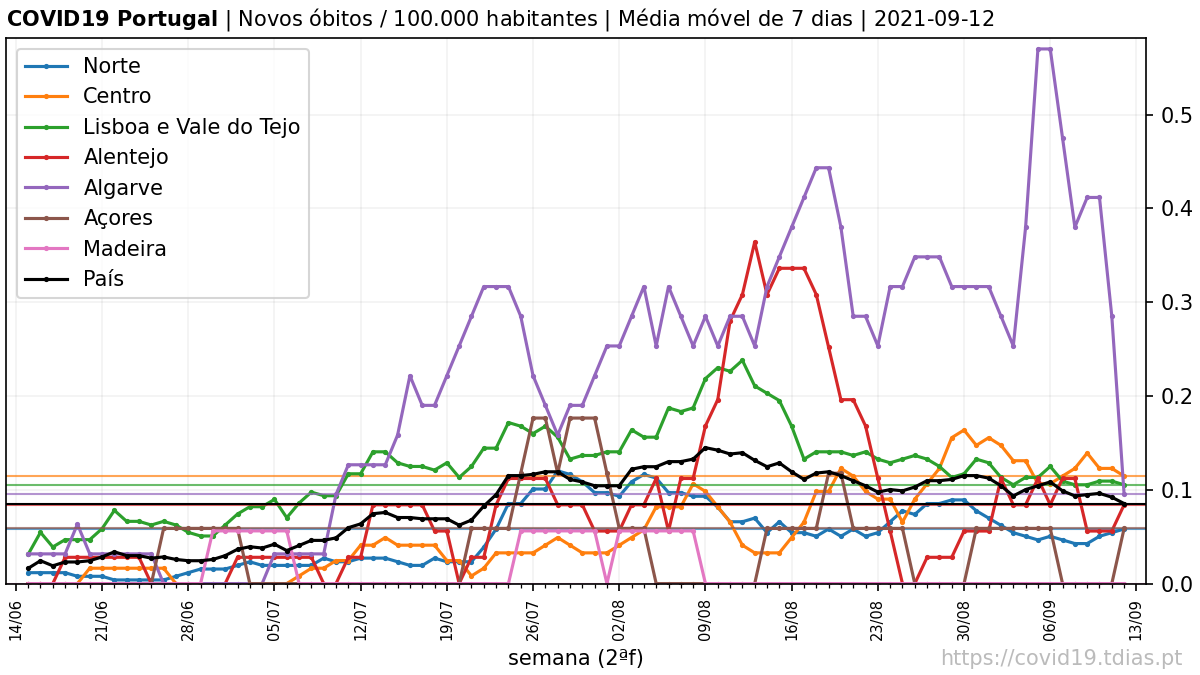 COVID19 Portugal | Novos óbitos / 100.000 habitantes | Média móvel de 7 dias | 2021-09-12
Norte
Centro
Lisboa e Vale do Tejo
Alentejo
Algarve
Açores
Madeira
País
0.5
0.4
0.3
0.2
0.1
0.0
14/06 21/06 28/06 05/07 12/07 19/07 26/07 02/08 09/08 16/08 23/08 30/08 06/09 13/09
semana (2ªf)
https://covid19.tdias.pt